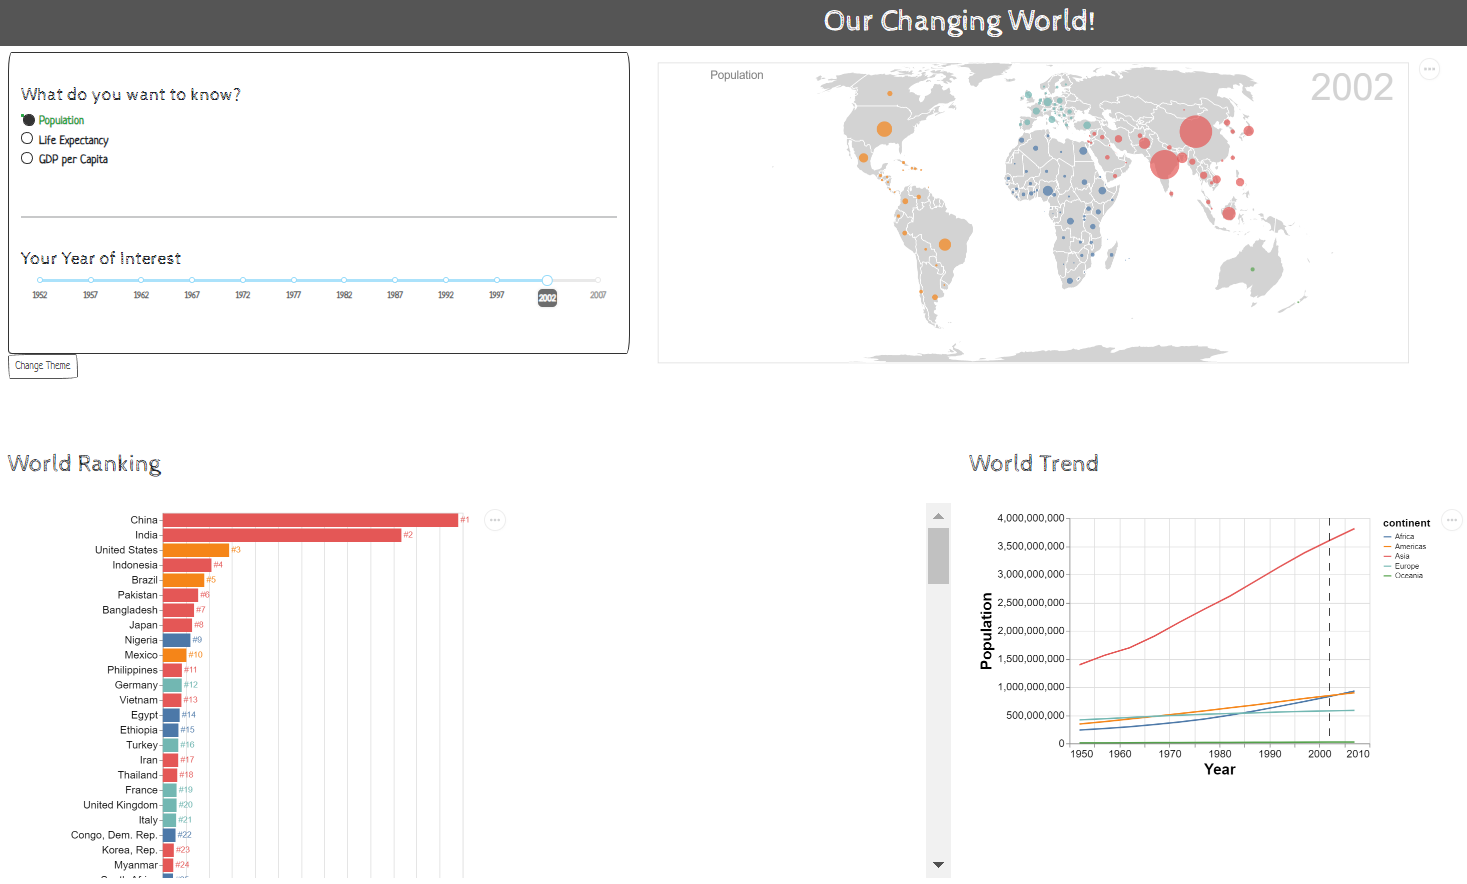 Our Changing World!
What do you want to know?
Population
Life Expectancy
GDP per Capita
Your Year of Interest
1952 1957 1962 1967 1972 1977 1982 1987 1992 1997 2002 2007
Change Theme
Population
2002
World Ranking
China #1
India #2
United States #3
Indonesia #4
Brazil #5
Pakistan #6
Bangladesh #7
Japan #8
Nigeria #9
Mexico #10
Philippines #11
Germany #12
Vietnam #13
Egypt #14
Ethiopia #15
Turkey #16
Iran #17
Thailand #18
France #19
United Kingdom #20
Italy #21
Congo, Dem. Rep. #22
Korea, Rep. #23
Myanmar #24
World Trend
4,000,000,000
3,500,000,000
3,000,000,000
2,500,000,000
2,000,000,000
1,500,000,000
1,000,000,000
500,000,000
0
Population
1950 1960 1970 1980 1990 2000 2010
Year
continent
Africa
Americas
Asia
Europe
Oceania